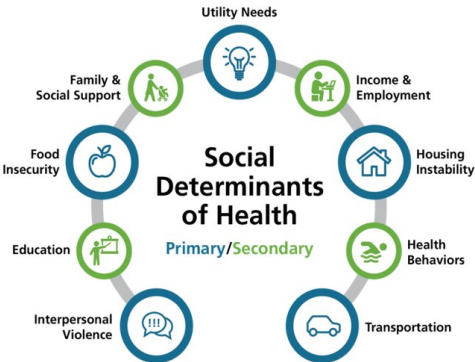 Utility Needs
Family &
Social Support
Income &
Employment
Food
Insecurity
Social
Determinants
of Health
Primary/Secondary
Housing
Instability
Education
Health
Behaviors
Interpersonal
Violence
!!!
Transportation